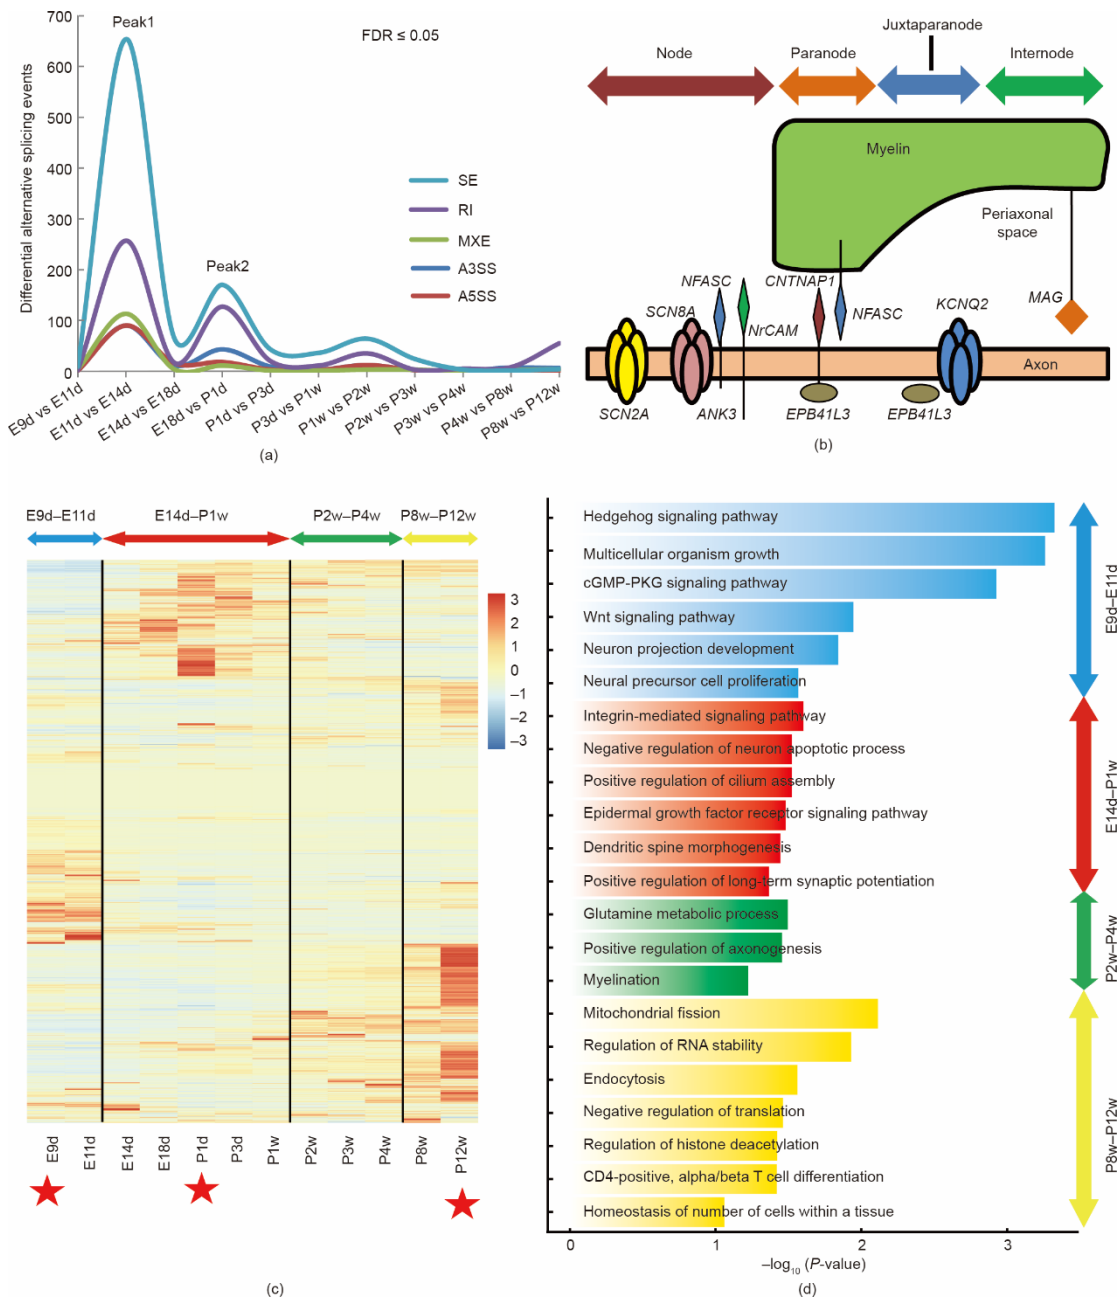 700
600
500
400
300
200
100
0
Differential alternative splicing events
Peak1
FDR ≤ 0.05
Peak2
SE
RI
MXE
A3SS
A5SS
E9d vs E11d
E11d vs E14d
E14d vs E18d
E18d vs P1d
P1d vs P3d
P3d vs P1w
P1w vs P2w
P2w vs P3w
P3w vs P4w
P4w vs P8w
P8w vs P12w
(a)
Juxtaparanode
Node
Paranode
Internode
Myelin
Periaxonal
space
NFASC
CNTNAP1
SCN8A
NrCAM
NFASC
KCNQ2
MAG
Axon
SCN2A
ANK3
EPB41L3
EPB41L3
(b)
E9d–E11d
E14d–P1w
P2w–P4w
P8w–P12w
3
2
1
0
–1
–2
–3
E9d
E11d
E14d
E18d
P1d
P3d
P1w
P2w
P3w
P4w
P8w
P12w
(c)
Hedgehog signaling pathway
Multicellular organism growth
cGMP-PKG signaling pathway
Wnt signaling pathway
Neuron projection development
Neural precursor cell proliferation
Integrin-mediated signaling pathway
Negative regulation of neuron apoptotic process
Positive regulation of cilium assembly
Epidermal growth factor receptor signaling pathway
Dendritic spine morphogenesis
Positive regulation of long-term synaptic potentiation
Glutamine metabolic process
Positive regulation of axonogenesis
Myelination
Mitochondrial fission
Regulation of RNA stability
Endocytosis
Negative regulation of translation
Regulation of histone deacetylation
CD4-positive, alpha/beta T cell differentiation
Homeostasis of number of cells within a tissue
E9d–E11d
E14d–P1w
P2w–P4w
P8w–P12w
0
1
2
3
–log₁₀ (P-value)
(d)